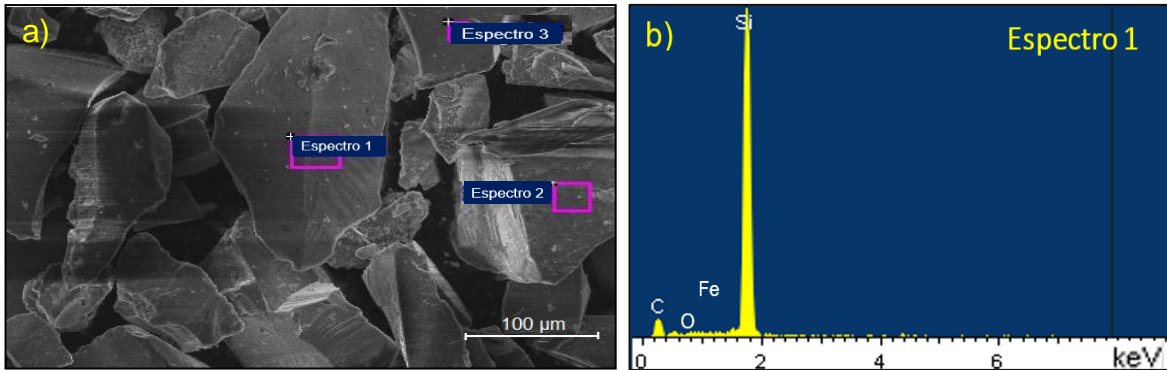 a)
Espectro 3
Espectro 1
Espectro 2
100 µm
b)
Si
Espectro 1
Fe
C
O
0 2 4 6
keV